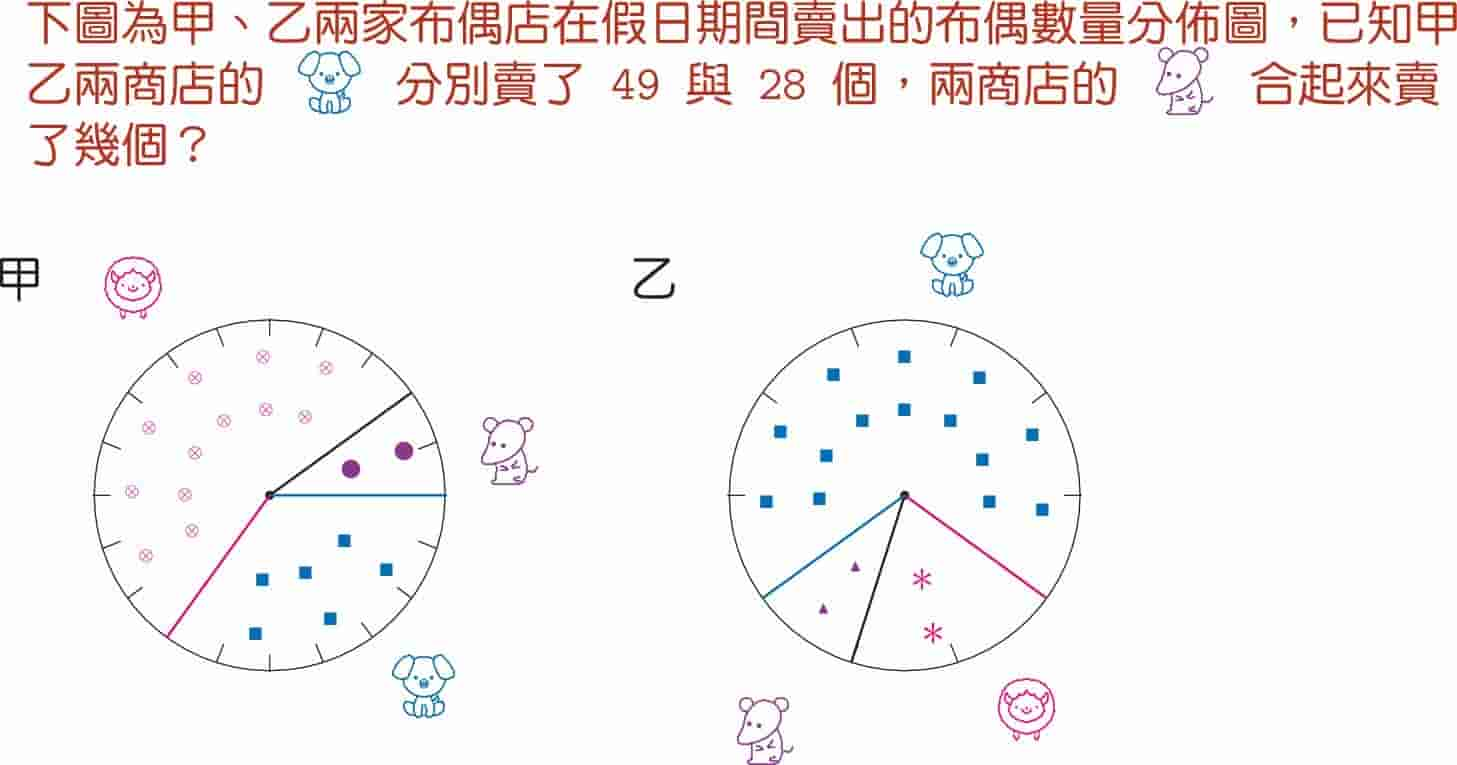 下圖為甲、乙兩家布偶店在假日期間賣出的布偶數量分佈圖，已知甲
乙兩商店的 分別賣了 49 與 28 個，兩商店的 合起來賣
了幾個？
甲
乙